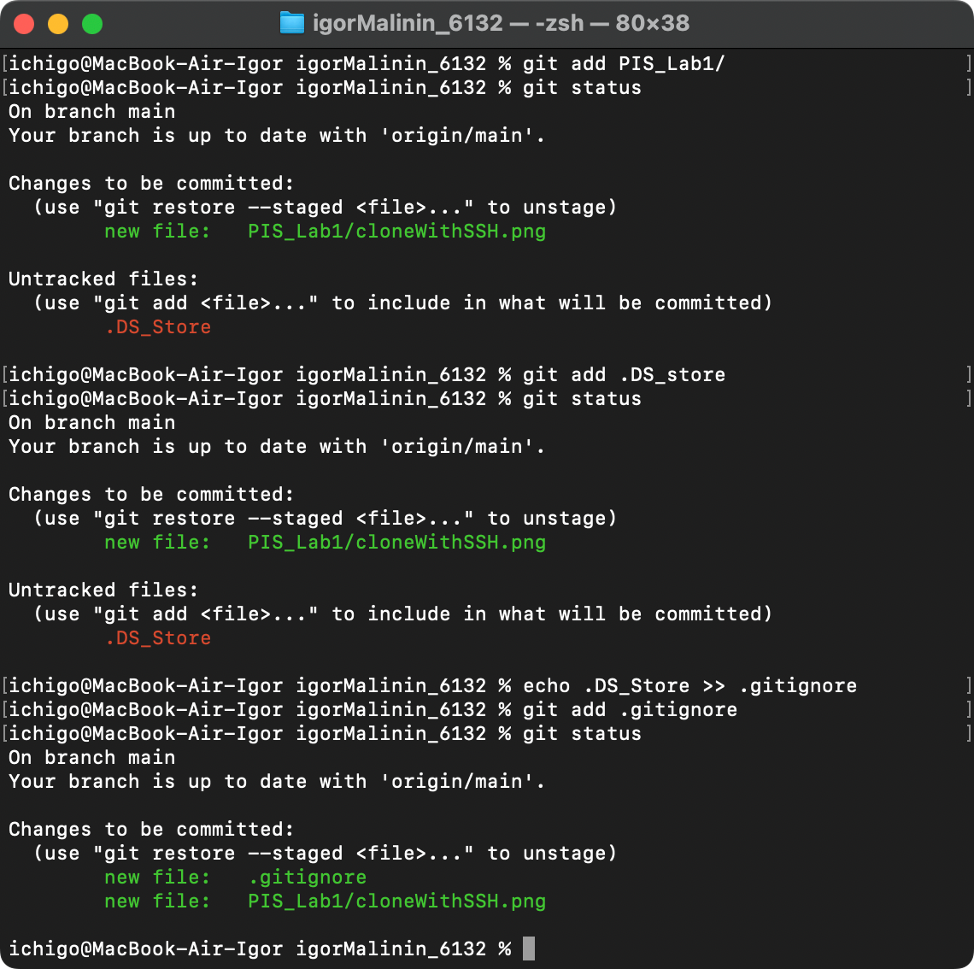 igorMalinin_6132 — -zsh — 80×38
[ichigo@MacBook-Air-Igor igorMalinin_6132 % git add PIS_Lab1/ ]
[ichigo@MacBook-Air-Igor igorMalinin_6132 % git status ]
On branch main
Your branch is up to date with 'origin/main'.
Changes to be committed:
  (use "git restore --staged <file>..." to unstage)
        new file:   PIS_Lab1/cloneWithSSH.png
Untracked files:
  (use "git add <file>..." to include in what will be committed)
        .DS_Store
[ichigo@MacBook-Air-Igor igorMalinin_6132 % git add .DS_store ]
[ichigo@MacBook-Air-Igor igorMalinin_6132 % git status ]
On branch main
Your branch is up to date with 'origin/main'.
Changes to be committed:
  (use "git restore --staged <file>..." to unstage)
        new file:   PIS_Lab1/cloneWithSSH.png
Untracked files:
  (use "git add <file>..." to include in what will be committed)
        .DS_Store
[ichigo@MacBook-Air-Igor igorMalinin_6132 % echo .DS_Store >> .gitignore ]
[ichigo@MacBook-Air-Igor igorMalinin_6132 % git add .gitignore ]
[ichigo@MacBook-Air-Igor igorMalinin_6132 % git status ]
On branch main
Your branch is up to date with 'origin/main'.
Changes to be committed:
  (use "git restore --staged <file>..." to unstage)
        new file:   .gitignore
        new file:   PIS_Lab1/cloneWithSSH.png
ichigo@MacBook-Air-Igor igorMalinin_6132 %